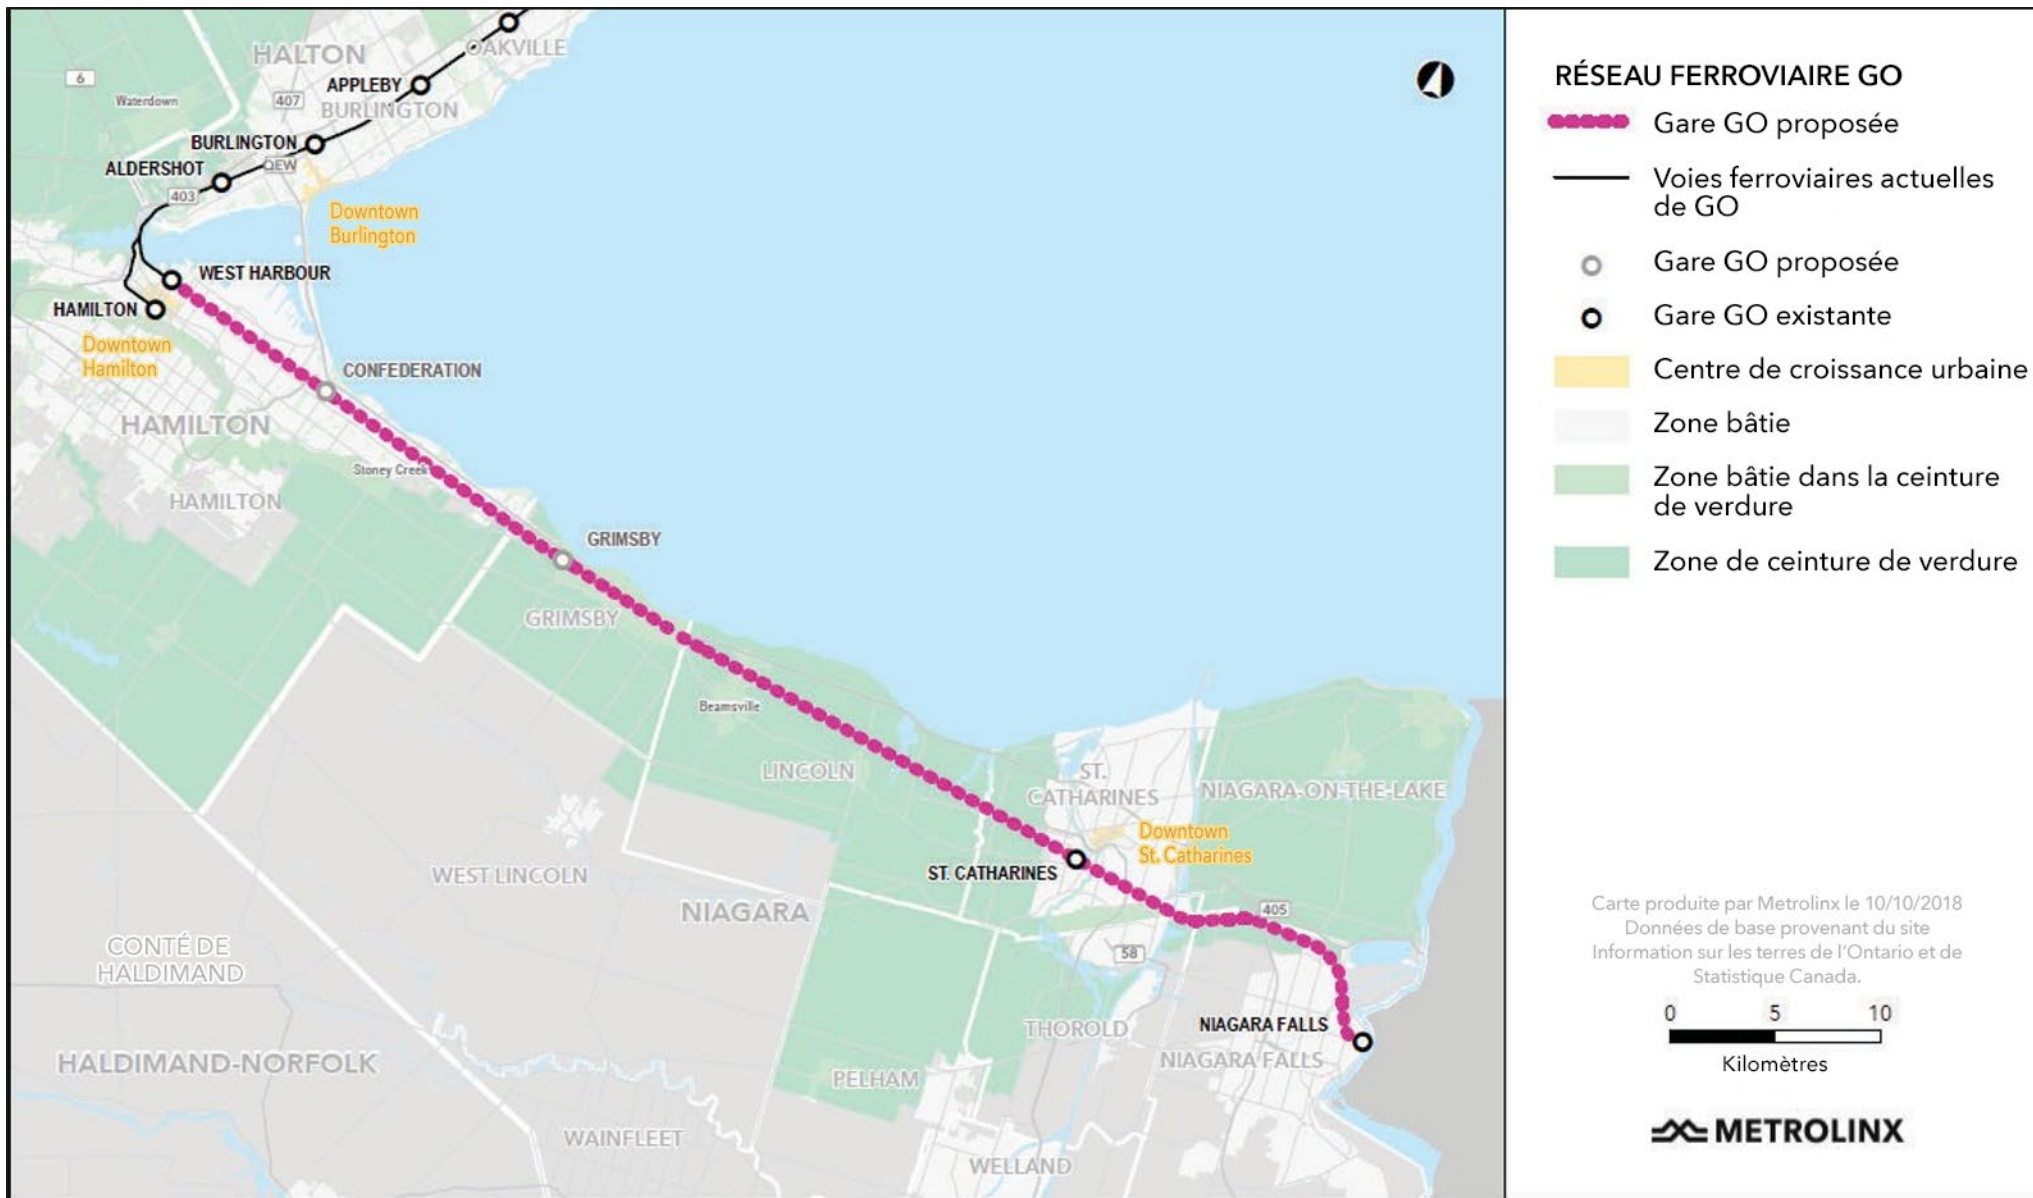 HALTON
OAKVILLE
6
APPLEBY
Waterdown
407
BURLINGTON
BURLINGTON
QEW
ALDERSHOT
403
Downtown
Burlington
WEST HARBOUR
HAMILTON
Downtown
Hamilton
CONFEDERATION
HAMILTON
Stoney Creek
HAMILTON
GRIMSBY
GRIMSBY
Beamsville
LINCOLN
ST.
CATHARINES
NIAGARA-ON-THE-LAKE
Downtown
St. Catharines
ST. CATHARINES
WEST LINCOLN
NIAGARA
405
CONTÉ DE
HALDIMAND
58
THOROLD
NIAGARA FALLS
NIAGARA FALLS
HALDIMAND-NORFOLK
PELHAM
WAINFLEET
WELLAND
RÉSEAU FERROVIAIRE GO
Gare GO proposée
Voies ferroviaires actuelles
de GO
Gare GO proposée
Gare GO existante
Centre de croissance urbaine
Zone bâtie
Zone bâtie dans la ceinture
de verdure
Zone de ceinture de verdure
Carte produite par Metrolinx le 10/10/2018
Données de base provenant du site
Information sur les terres de l'Ontario et de
Statistique Canada.
0 5 10
Kilomètres
METROLINX